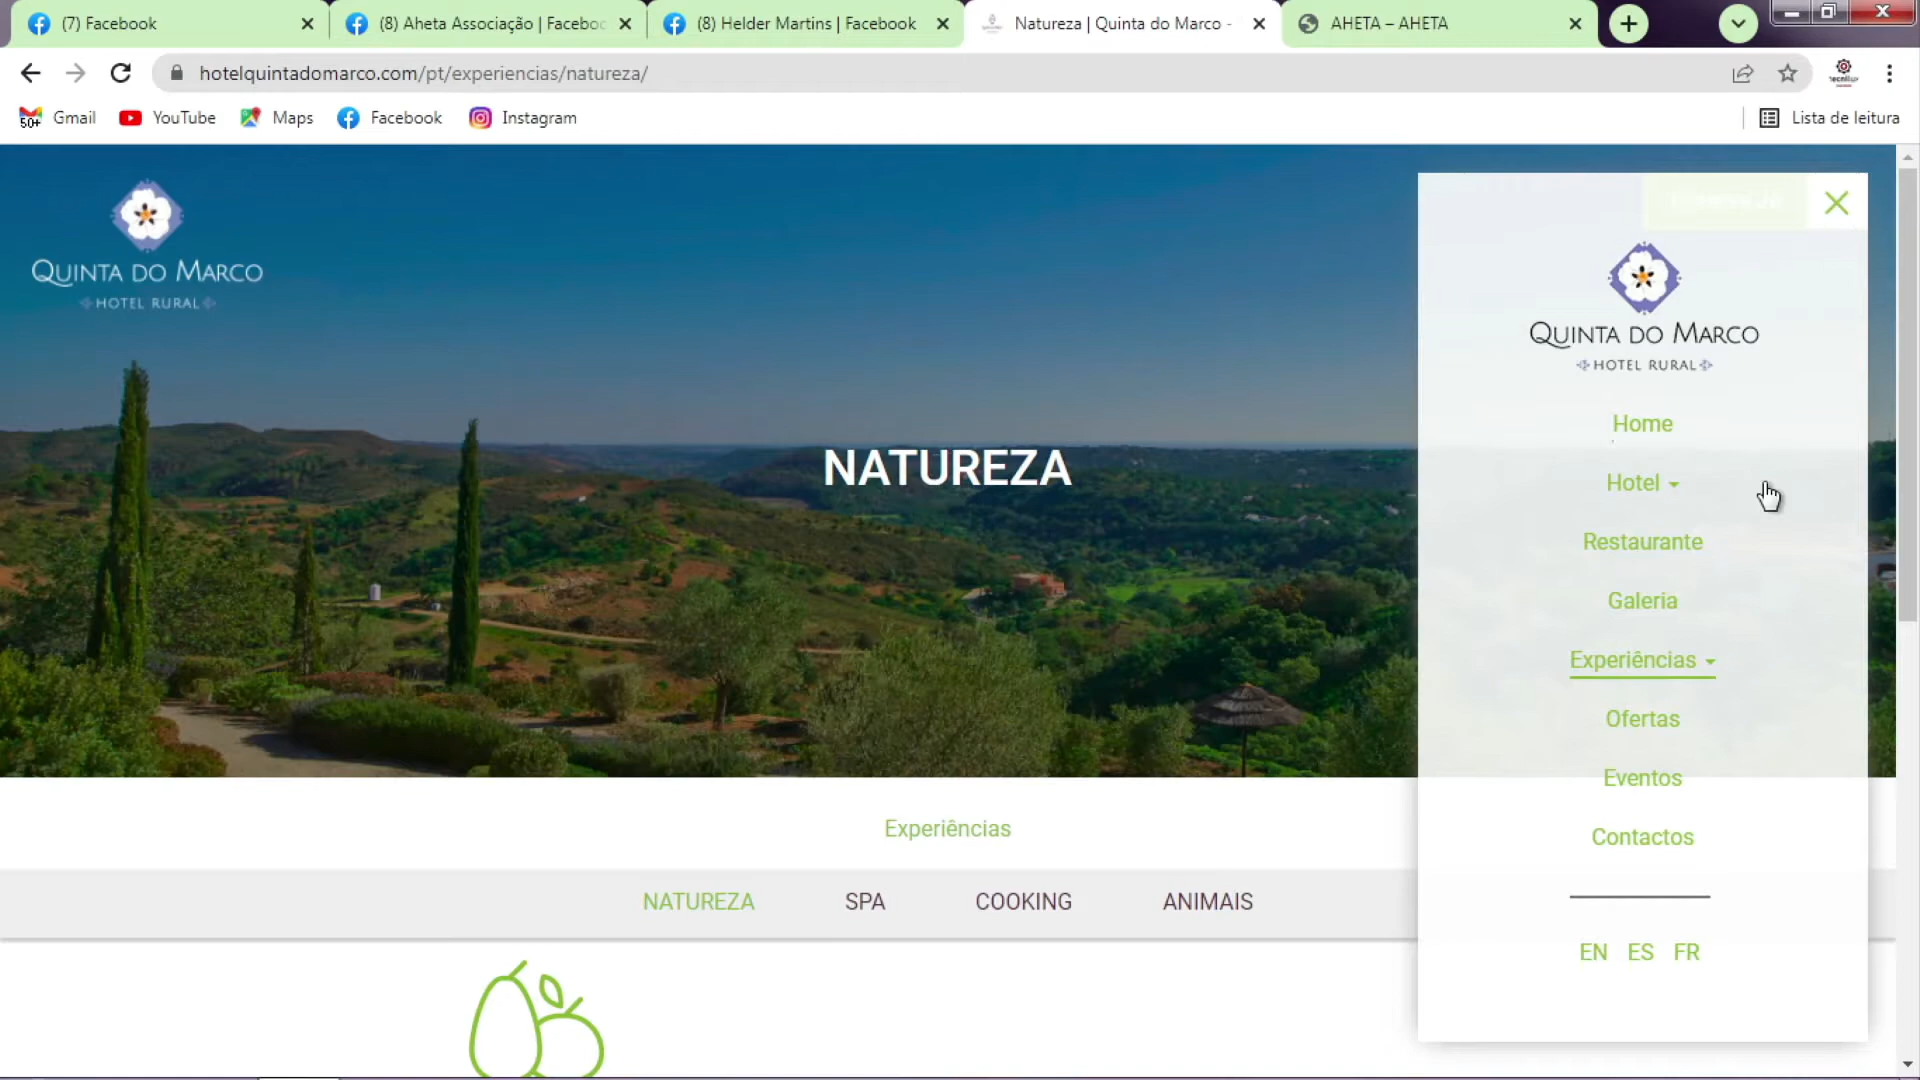 (7) Facebook
(8) Aheta Associação | Faceboo
(8) Helder Martins | Facebook
Natureza | Quinta do Marco -
AHETA – AHETA
hotelquintadomarco.com/pt/experiencias/natureza/
50+
Gmail
YouTube
Maps
Facebook
Instagram
Lista de leitura
QUINTA DO MARCO
HOTEL RURAL
NATUREZA
QUINTA DO MARCO
HOTEL RURAL
Home
Hotel
Restaurante
Galeria
Experiências
Ofertas
Eventos
Contactos
EN ES FR
Experiências
NATUREZA SPA COOKING ANIMAIS